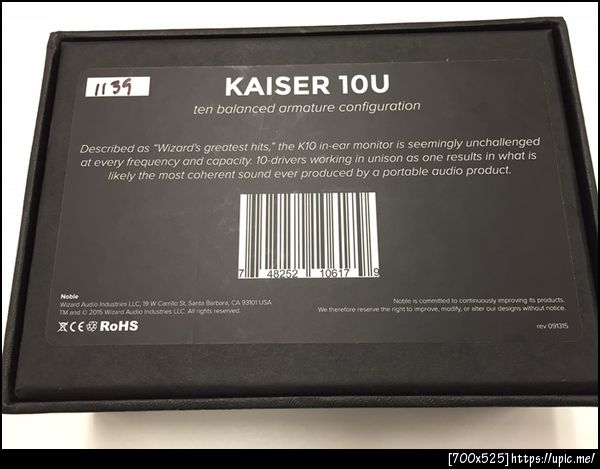 1139
KAISER 10U
ten balanced armature configuration
Described as “Wizard’s greatest hits,” the K10 in-ear monitor is seemingly unchallenged
at every frequency and capacity. 10-drivers working in unison as one results in what is
likely the most coherent sound ever produced by a portable audio product.
7 48252 10617 9
Noble
Wizard Audio Industries LLC, 19 W Carrillo St, Santa Barbara, CA 93101 USA
TM and © 2015 Wizard Audio Industries LLC. All rights reserved.
Noble is committed to continuously improving its products.
We therefore reserve the right to improve, modify, or alter our designs without notice.
CE RoHS
rev 091315
[700x525]https://upic.me/